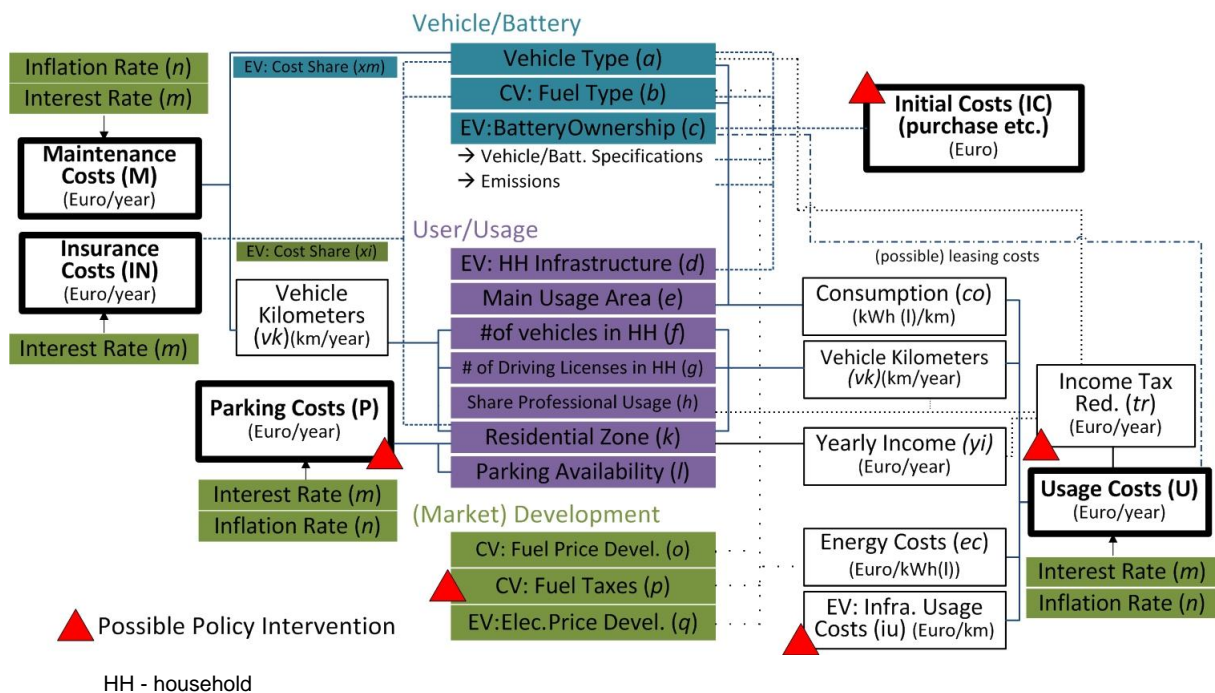 Vehicle/Battery
Vehicle Type (a)
CV: Fuel Type (b)
EV:BatteryOwnership (c)
→ Vehicle/Batt. Specifications
→ Emissions
Inflation Rate (n)
Interest Rate (m)
EV: Cost Share (xm)
Maintenance
Costs (M)
(Euro/year)
Insurance
Costs (IN)
(Euro/year)
Interest Rate (m)
EV: Cost Share (xi)
Vehicle
Kilometers
(vk)(km/year)
Initial Costs (IC)
(purchase etc.)
(Euro)
User/Usage
EV: HH Infrastructure (d)
Main Usage Area (e)
#of vehicles in HH (f)
# of Driving Licenses in HH (g)
Share Professional Usage (h)
Residential Zone (k)
Parking Availability (l)
Parking Costs (P)
(Euro/year)
Interest Rate (m)
Inflation Rate (n)
(possible) leasing costs
Consumption (co)
(kWh (l)/km)
Vehicle Kilometers
(vk)(km/year)
Income Tax
Red. (tr)
(Euro/year)
Yearly Income (yi)
(Euro/year)
Usage Costs (U)
(Euro/year)
Interest Rate (m)
Inflation Rate (n)
(Market) Development
CV: Fuel Price Devel. (o)
CV: Fuel Taxes (p)
EV:Elec.Price Devel. (q)
Energy Costs (ec)
(Euro/kWh(l))
EV: Infra. Usage
Costs (iu) (Euro/km)
Possible Policy Intervention
HH - household